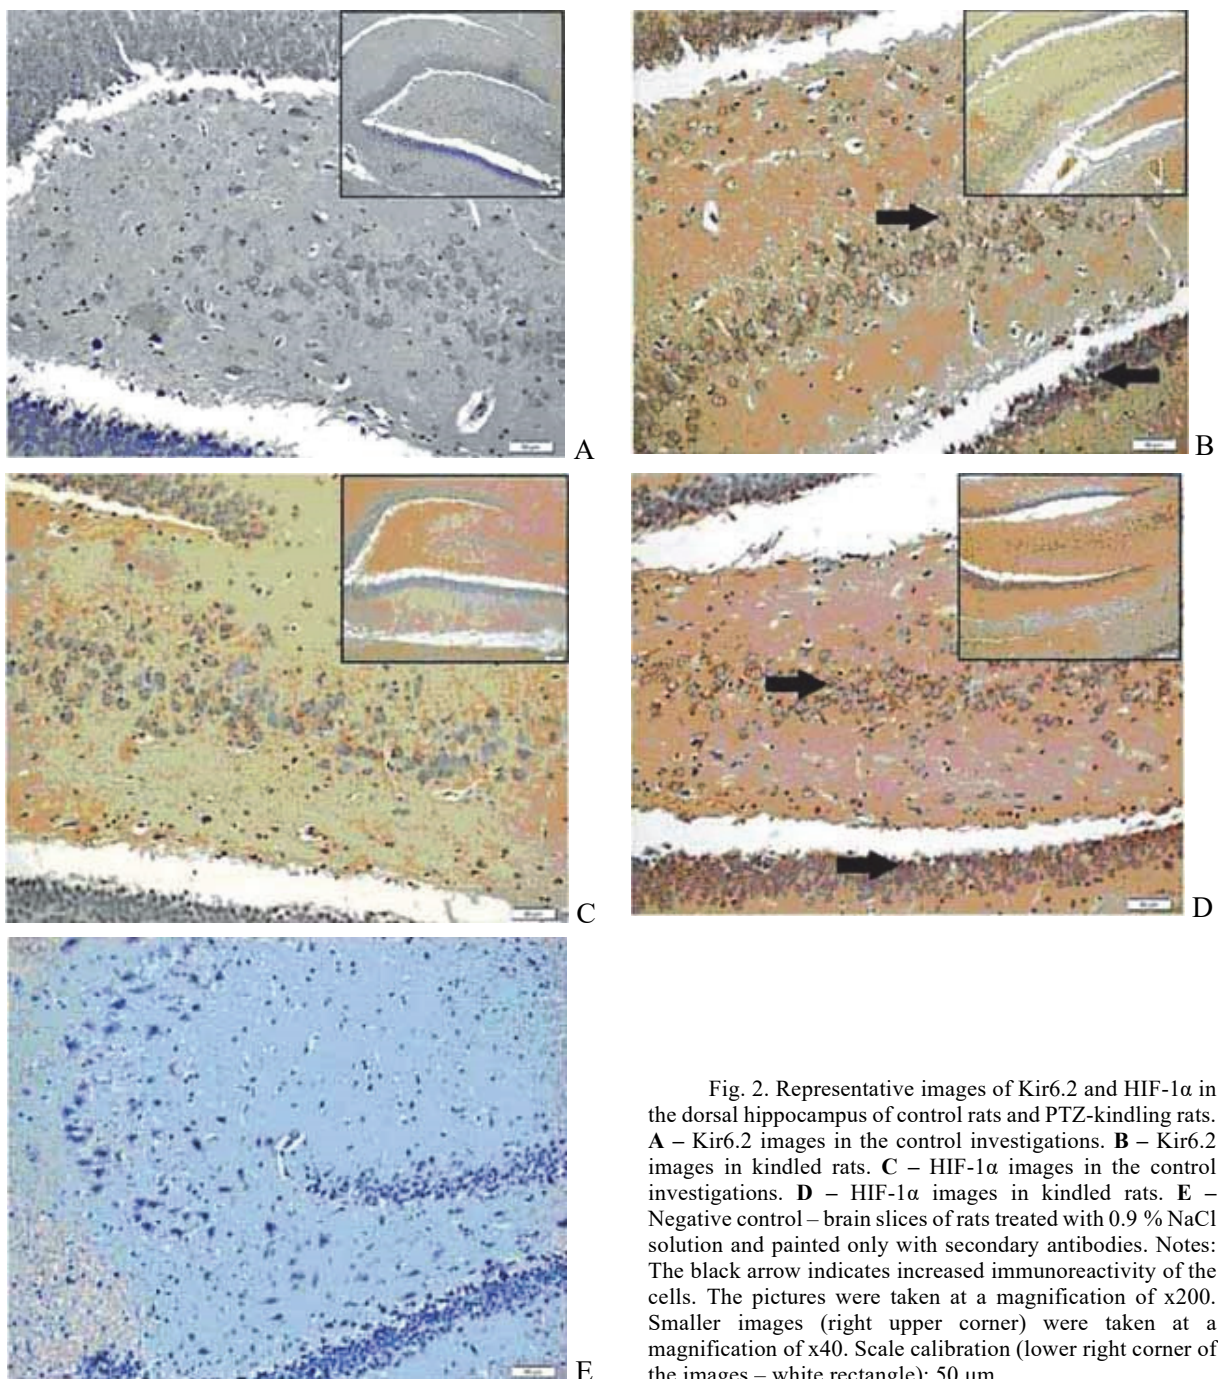 A
B
C
D
E
Fig. 2. Representative images of Kir6.2 and HIF-1α in
the dorsal hippocampus of control rats and PTZ-kindling rats.
A – Kir6.2 images in the control investigations. B – Kir6.2
images in kindled rats. C – HIF-1α images in the control
investigations. D – HIF-1α images in kindled rats. E –
Negative control – brain slices of rats treated with 0.9 % NaCl
solution and painted only with secondary antibodies. Notes:
The black arrow indicates increased immunoreactivity of the
cells. The pictures were taken at a magnification of x200.
Smaller images (right upper corner) were taken at a
magnification of x40. Scale calibration (lower right corner of
the images – white rectangle): 50 μm